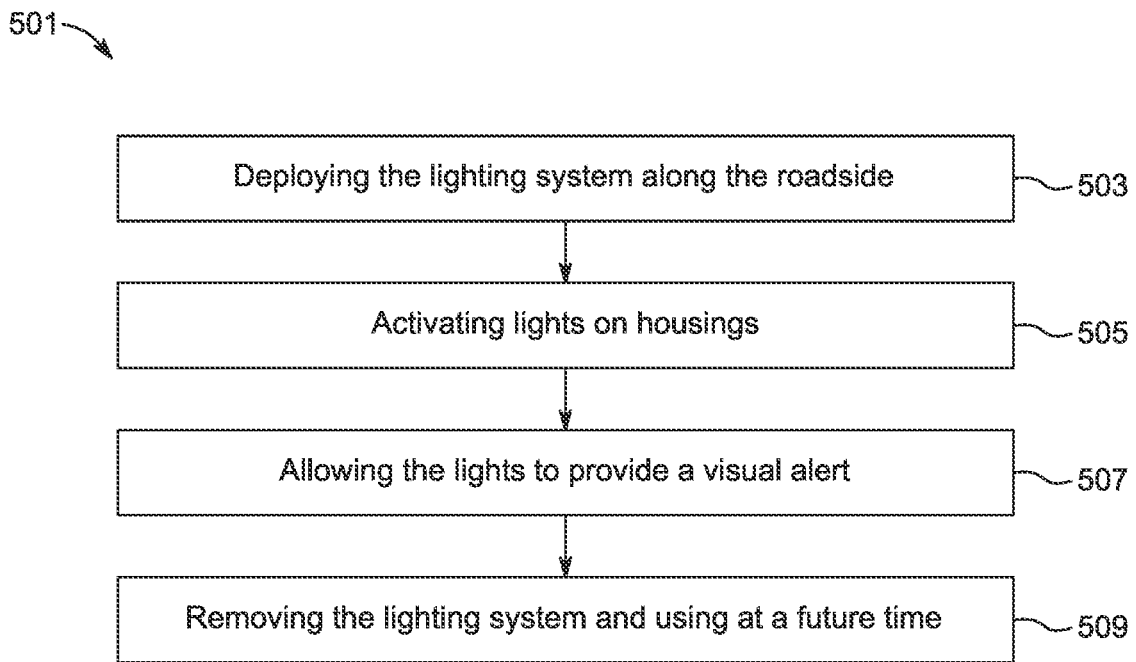 501
Deploying the lighting system along the roadside
503
Activating lights on housings
505
Allowing the lights to provide a visual alert
507
Removing the lighting system and using at a future time
509